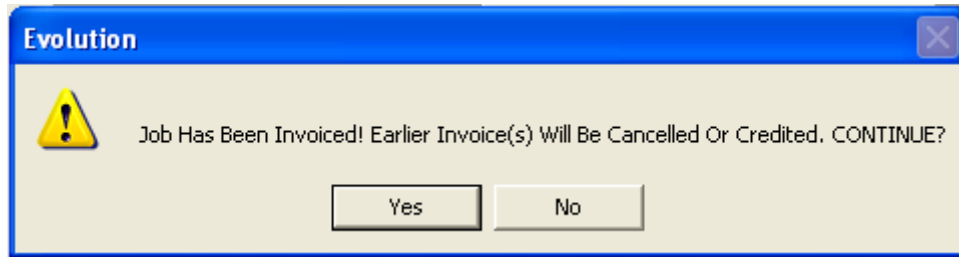 Evolution
Job Has Been Invoiced! Earlier Invoice(s) Will Be Cancelled Or Credited. CONTINUE?
Yes
No